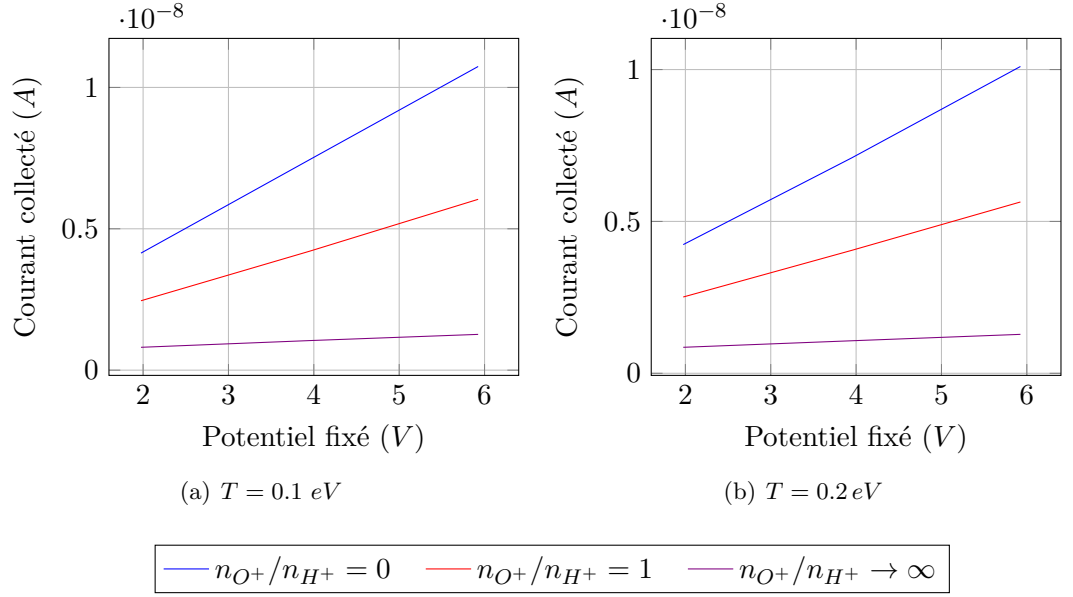 ·10⁻⁸
1
0.5
0
Courant collecté (A)
2 3 4 5 6
Potentiel fixé (V)
(a) T = 0.1 eV
·10⁻⁸
1
0.5
0
Courant collecté (A)
2 3 4 5 6
Potentiel fixé (V)
(b) T = 0.2 eV
n_{O⁺}/n_{H⁺} = 0 n_{O⁺}/n_{H⁺} = 1 n_{O⁺}/n_{H⁺} → ∞